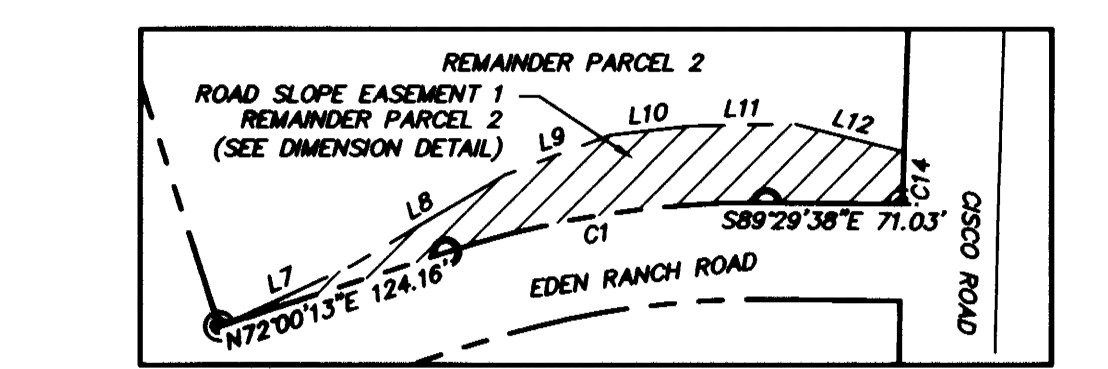 REMAINDER PARCEL 2
ROAD SLOPE EASEMENT 1
REMAINDER PARCEL 2
(SEE DIMENSION DETAIL)
L7
L8
L9
L10
L11
L12
C14
N72°00'13"E 124.16'
C1
S89°29'38"E 71.03'
EDEN RANCH ROAD
CISCO ROAD